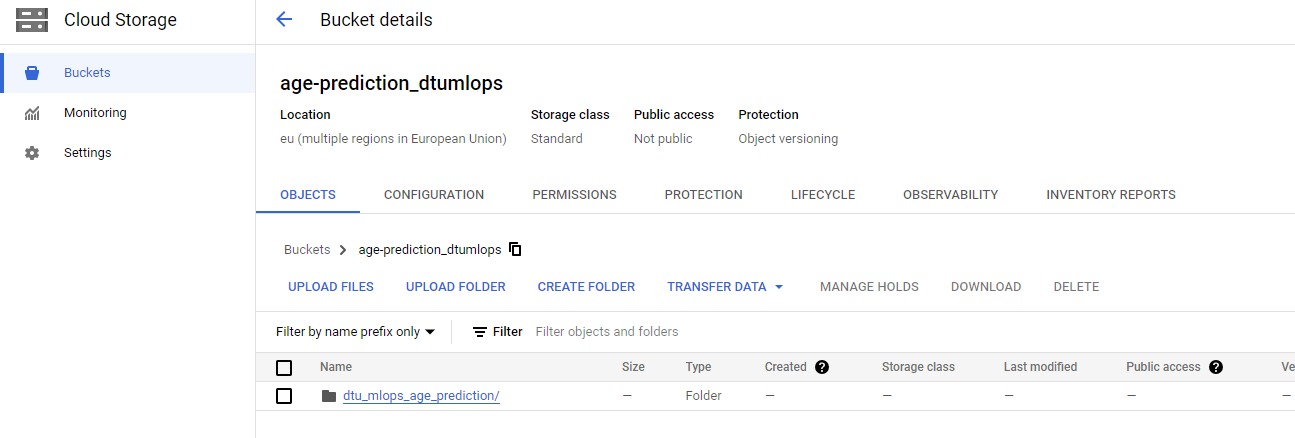 Cloud Storage
Bucket details
Buckets
Monitoring
Settings
age-prediction_dtumlops
Location Storage class Public access Protection
eu (multiple regions in European Union) Standard Not public Object versioning
OBJECTS CONFIGURATION PERMISSIONS PROTECTION LIFECYCLE OBSERVABILITY INVENTORY REPORTS
Buckets > age-prediction_dtumlops
UPLOAD FILES UPLOAD FOLDER CREATE FOLDER TRANSFER DATA MANAGE HOLDS DOWNLOAD DELETE
Filter by name prefix only Filter Filter objects and folders
Name Size Type Created ? Storage class Last modified Public access ? Ve
dtu_mlops_age_prediction/ — Folder — — — — —